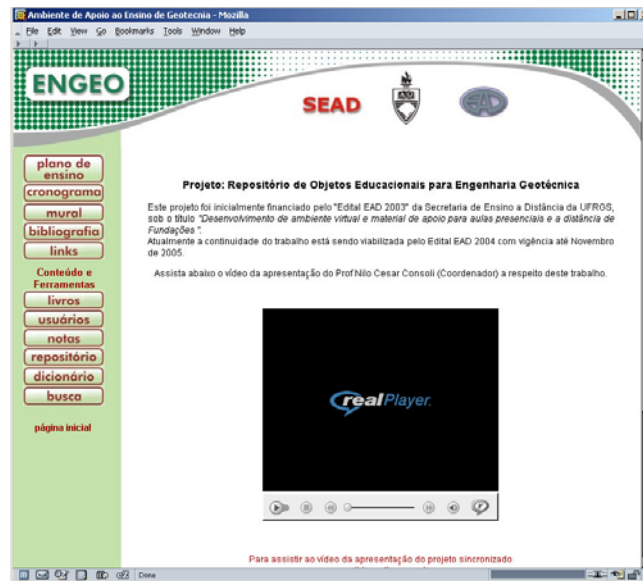 Ambiente de Apoio ao Ensino de Geotecnia - Mozilla
File Edit View Go Bookmarks Tools Window Help
ENGEO
SEAD
EAD
plano de
ensino
cronograma
mural
bibliografia
links
Conteúdo e
Ferramentas
livros
usuários
notas
repositório
dicionário
busca
página inicial
Projeto: Repositório de Objetos Educacionais para Engenharia Geotécnica
Este projeto foi inicialmente financiado pelo "Edital EAD 2003" da Secretaria de Ensino a Distância da UFRGS,
sob o título "Desenvolvimento de ambiente virtual e material de apoio para aulas presenciais e a distância de
Fundações ".
Atualmente a continuidade do trabalho está sendo viabilizada pelo Edital EAD 2004 com vigência até Novembro
de 2005.
Assista abaixo o vídeo da apresentação do Prof Nilo Cesar Consoli (Coordenador) a respeito deste trabalho.
realPlayer.
Para assistir ao vídeo da apresentação do projeto sincronizado
Done